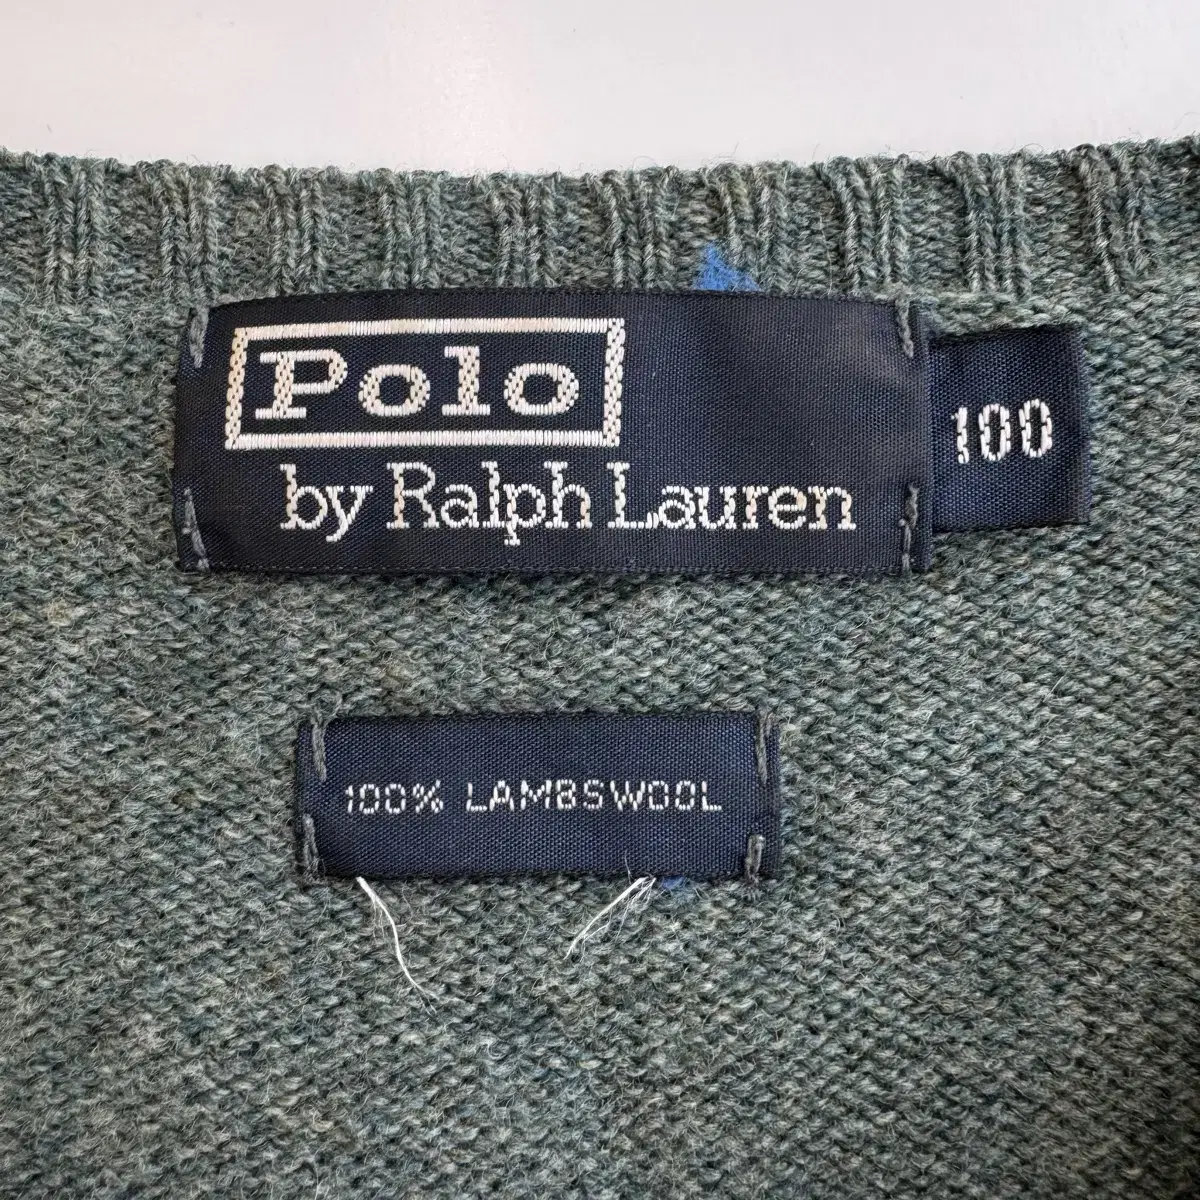 Polo
by Ralph Lauren
100
100% LAMBSWOOL